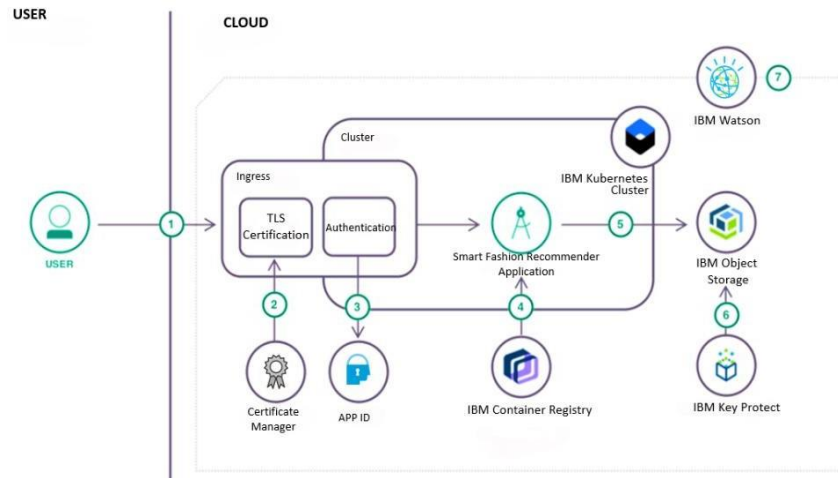 USER
CLOUD
7
IBM Watson
Cluster
IBM Kubernetes
Cluster
Ingress
TLS
Certification
Authentication
1
5
USER
Smart Fashion Recommender
Application
IBM Object
Storage
2
3
4
6
Certificate
Manager
APP ID
IBM Container Registry
IBM Key Protect